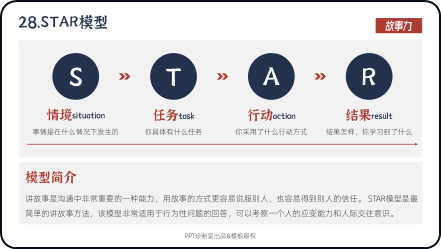 28.STAR模型
故事力
S >> T >> A >> R
情境situation 任务task 行动action 结果result
事情是在什么情况下发生的 你具体有什么任务 你采用了什么行动方式 结果怎样，你学习到了什么
模型简介
讲故事是沟通中非常重要的一种能力，用故事的方式更容易说服别人，也容易得到别人的信任。 STAR模型是最
简单的讲故事方法，该模型非常适用于行为性问题的回答，可以考察一个人的应变能力和人际交往意识。
PPT诊断室出品&模板版权